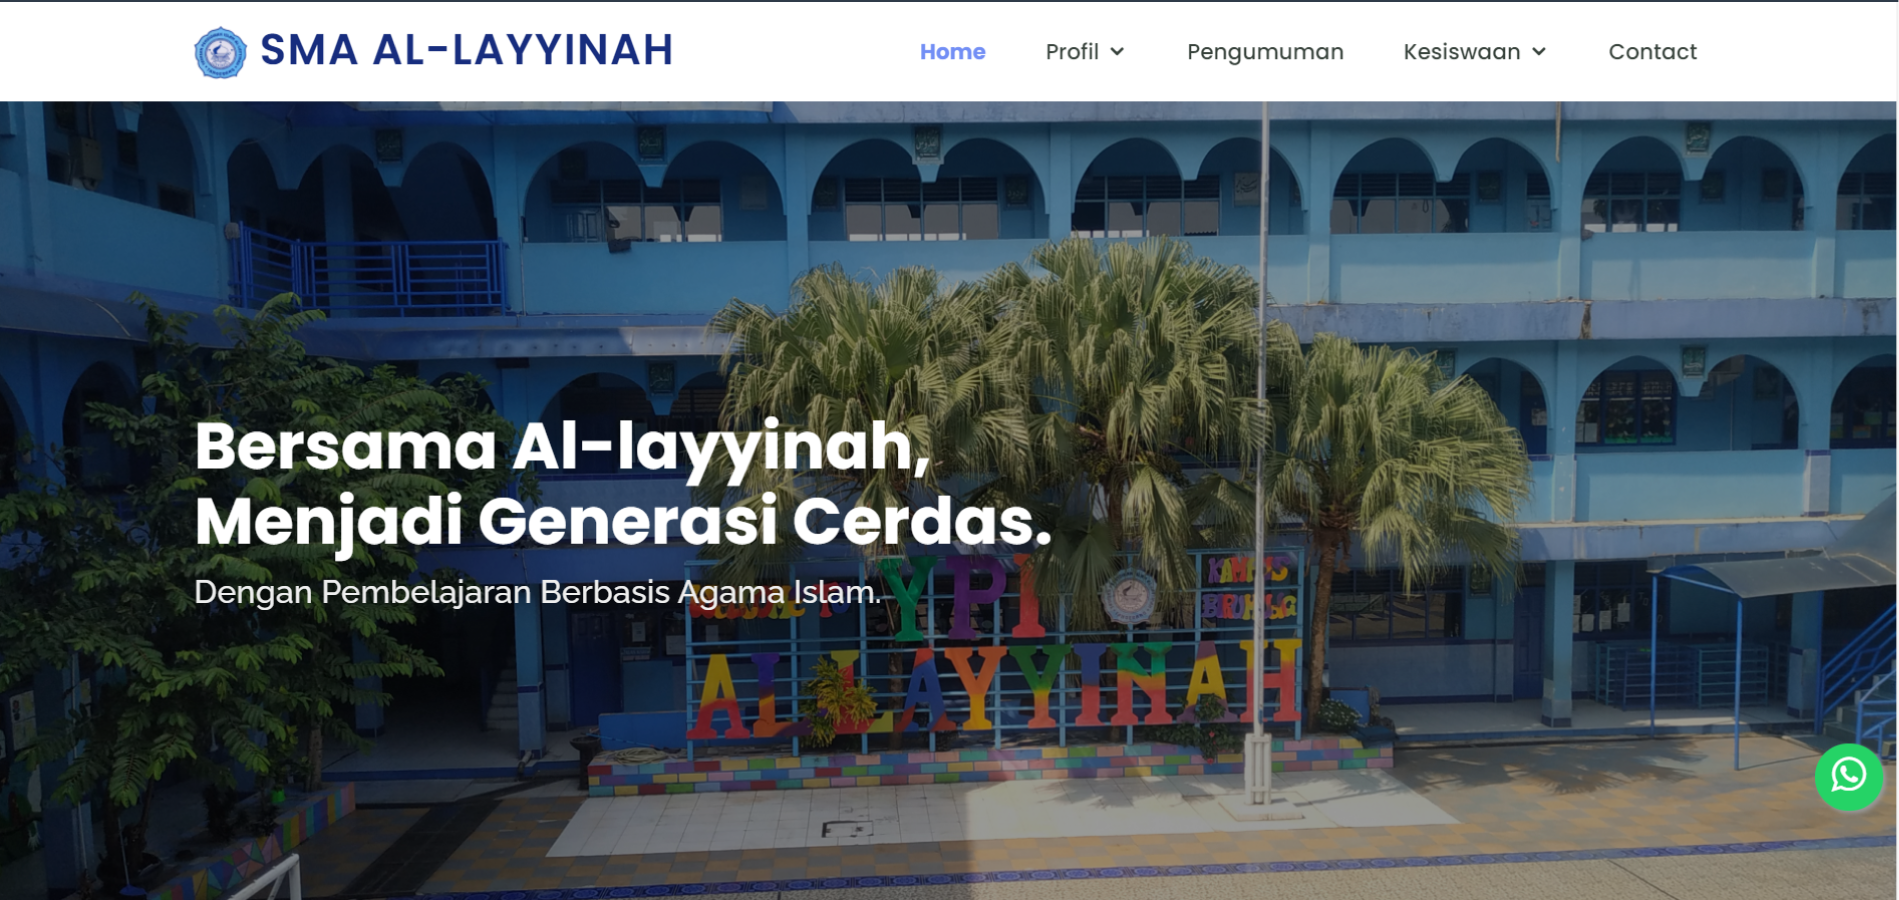 SMA AL-LAYYINAH
Home Profil Pengumuman Kesiswaan Contact
Bersama Al-layyinah,
Menjadi Generasi Cerdas.
Dengan Pembelajaran Berbasis Agama Islam.
YPI
AL LAYYINAH